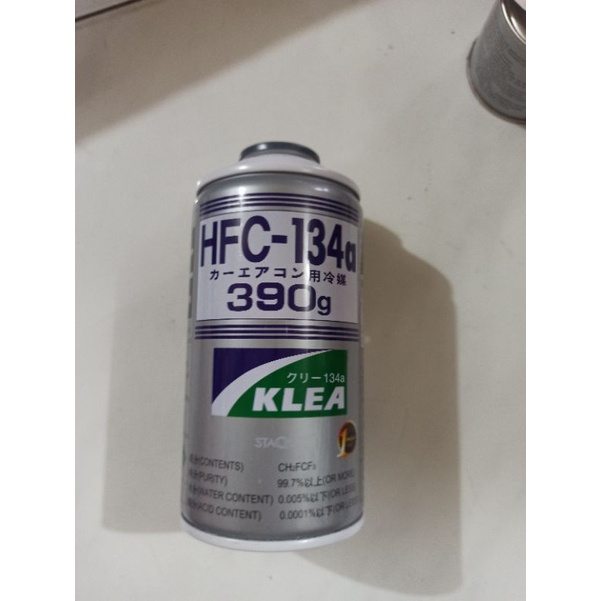 HFC-134a
カーエアコン用冷媒
390g
クリー134a
KLEA
(CONTENTS) CH₂FCF₃
(PURITY) 99.7%以上(OR MORE)
(WATER CONTENT) 0.005%以下(OR LESS)
(ACID CONTENT) 0.0001%以下(OR